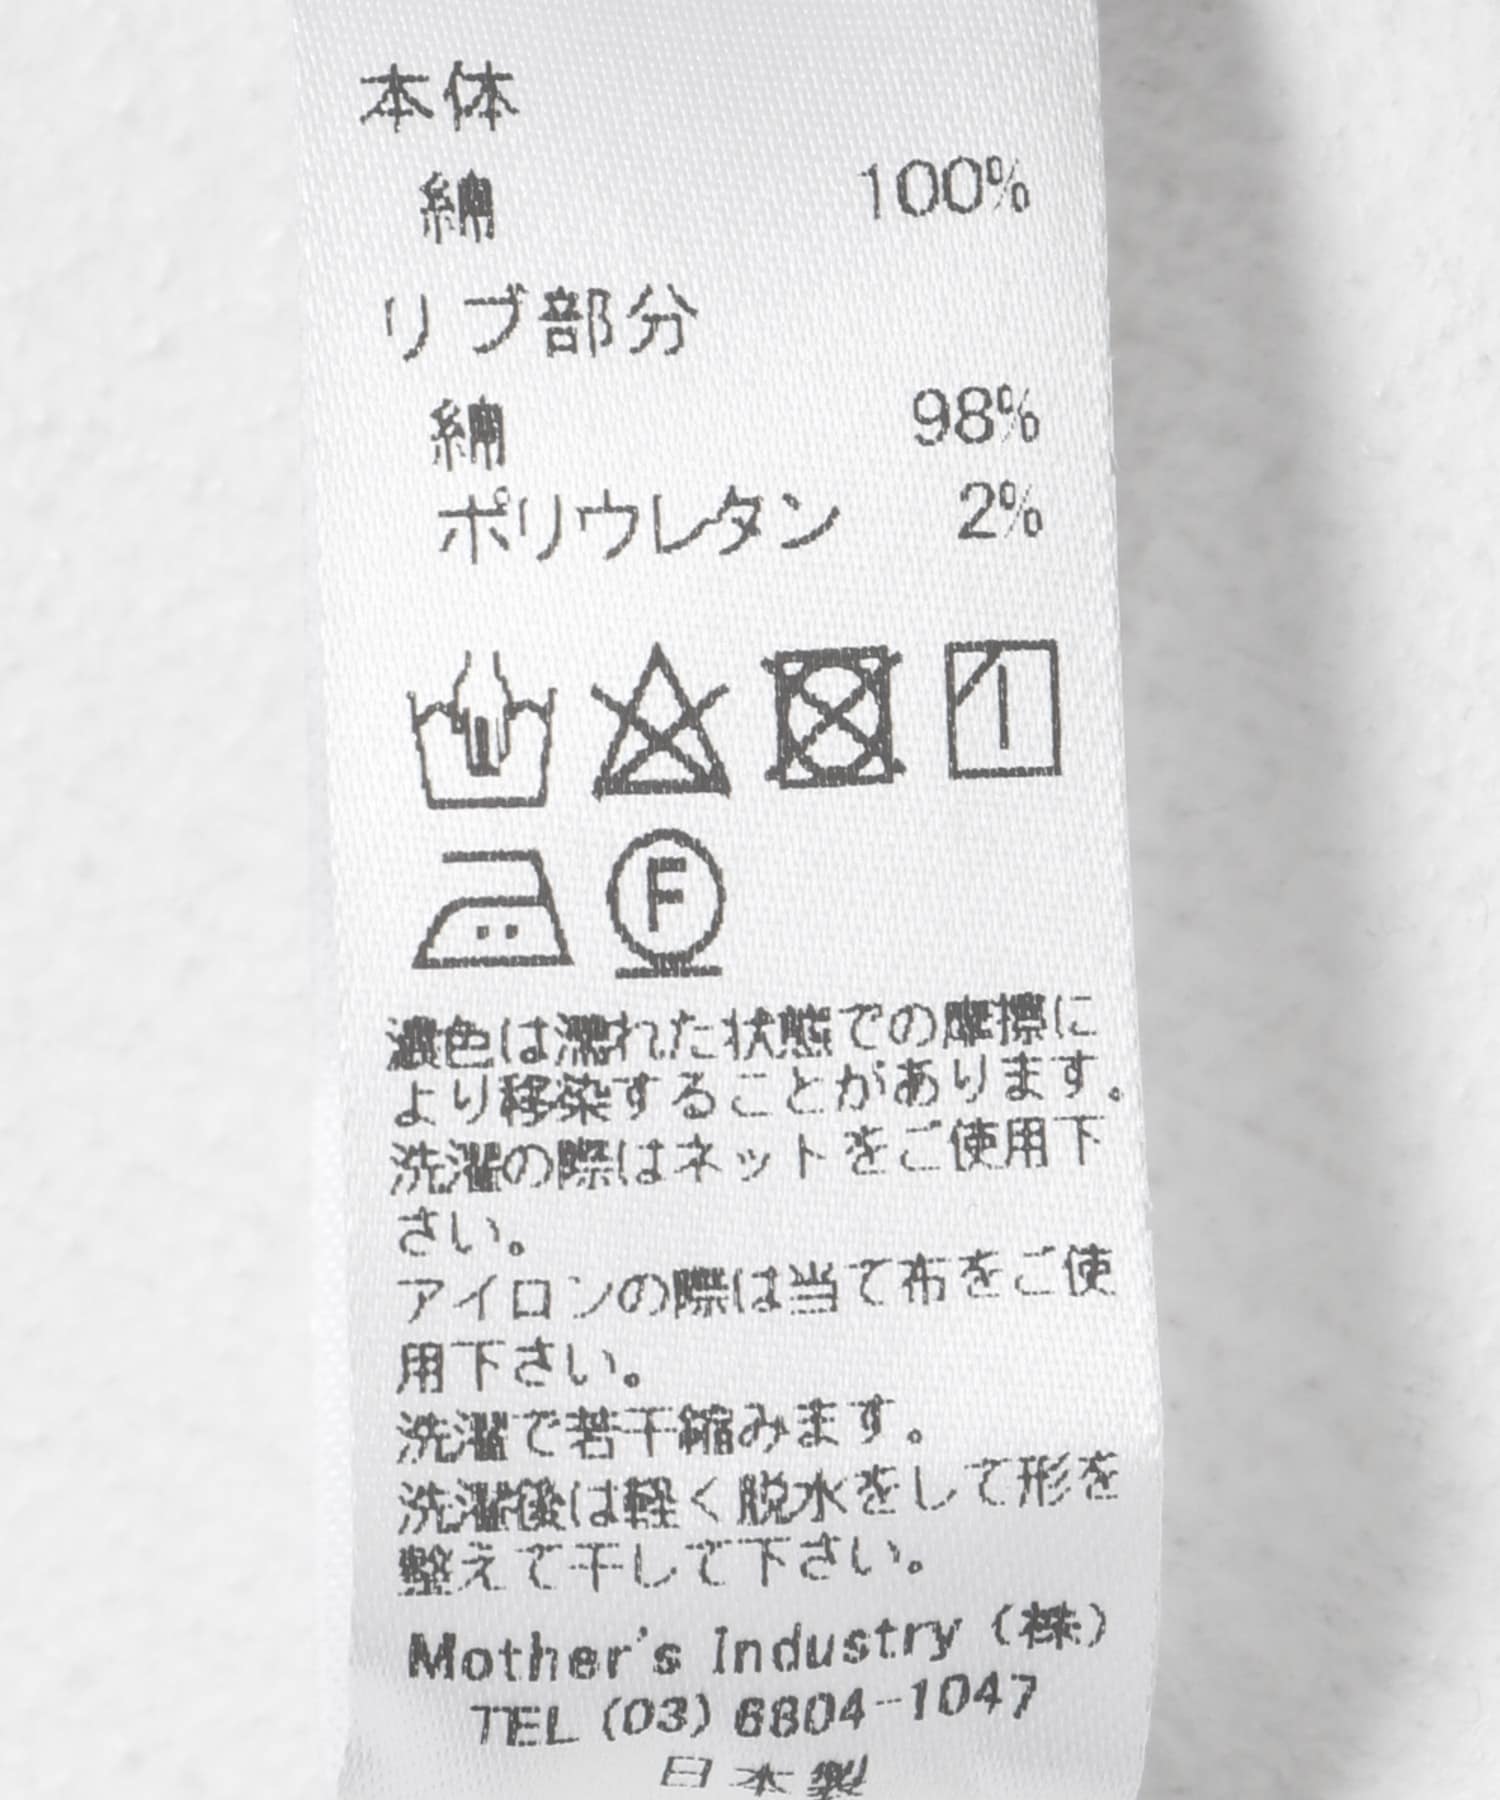 本体
綿 100%
リブ部分
綿 98%
ポリウレタン 2%
F
濃色は濡れた状態での摩擦に
より移染することがあります。
洗濯の際はネットをご使用下
さい。
アイロンの際は当て布をご使
用下さい。
洗濯で若干縮みます。
洗濯後は軽く脱水をして形を
整えて干して下さい。
Mother's Industry (株)
TEL (03) 6804-1047
日本製